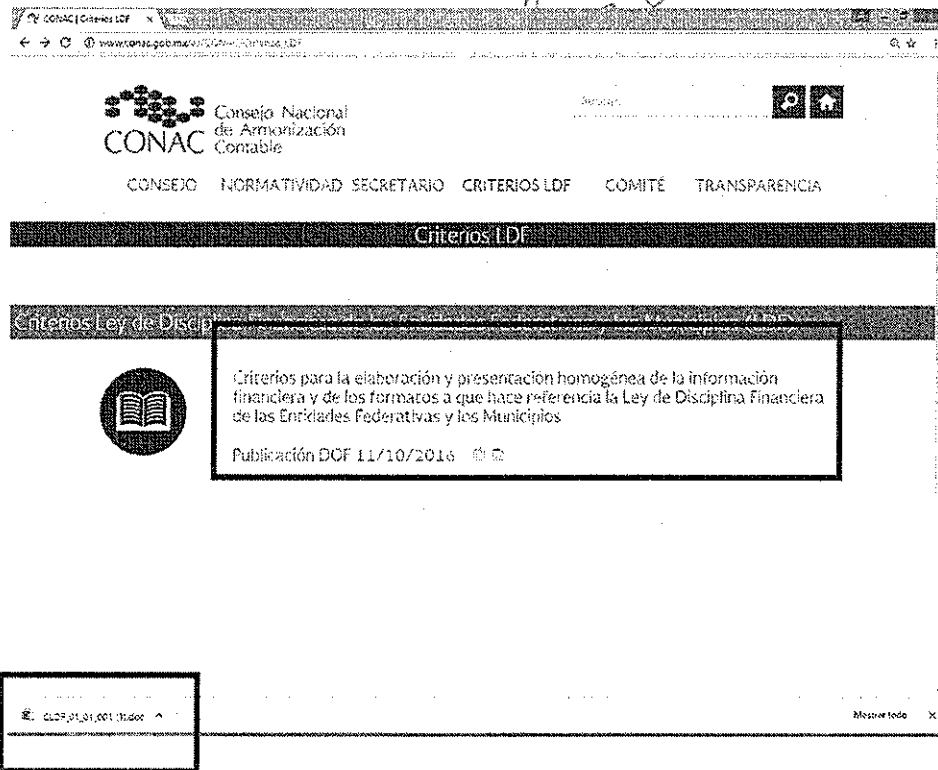 CONAC | Criterios LDF
Consejo Nacional
de Armonización
CONAC Contable
CONSEJO NORMATIVIDAD SECRETARIO CRITERIOS LDF COMITÉ TRANSPARENCIA
Criterios LDF
Criterios Ley de
Criterios para la elaboración y presentación homogénea de la información
financiera y de los formatos a que hace referencia la Ley de Disciplina Financiera
de las Entidades Federativas y los Municipios
Publicación DOF 11/10/2016
Mostrar todo